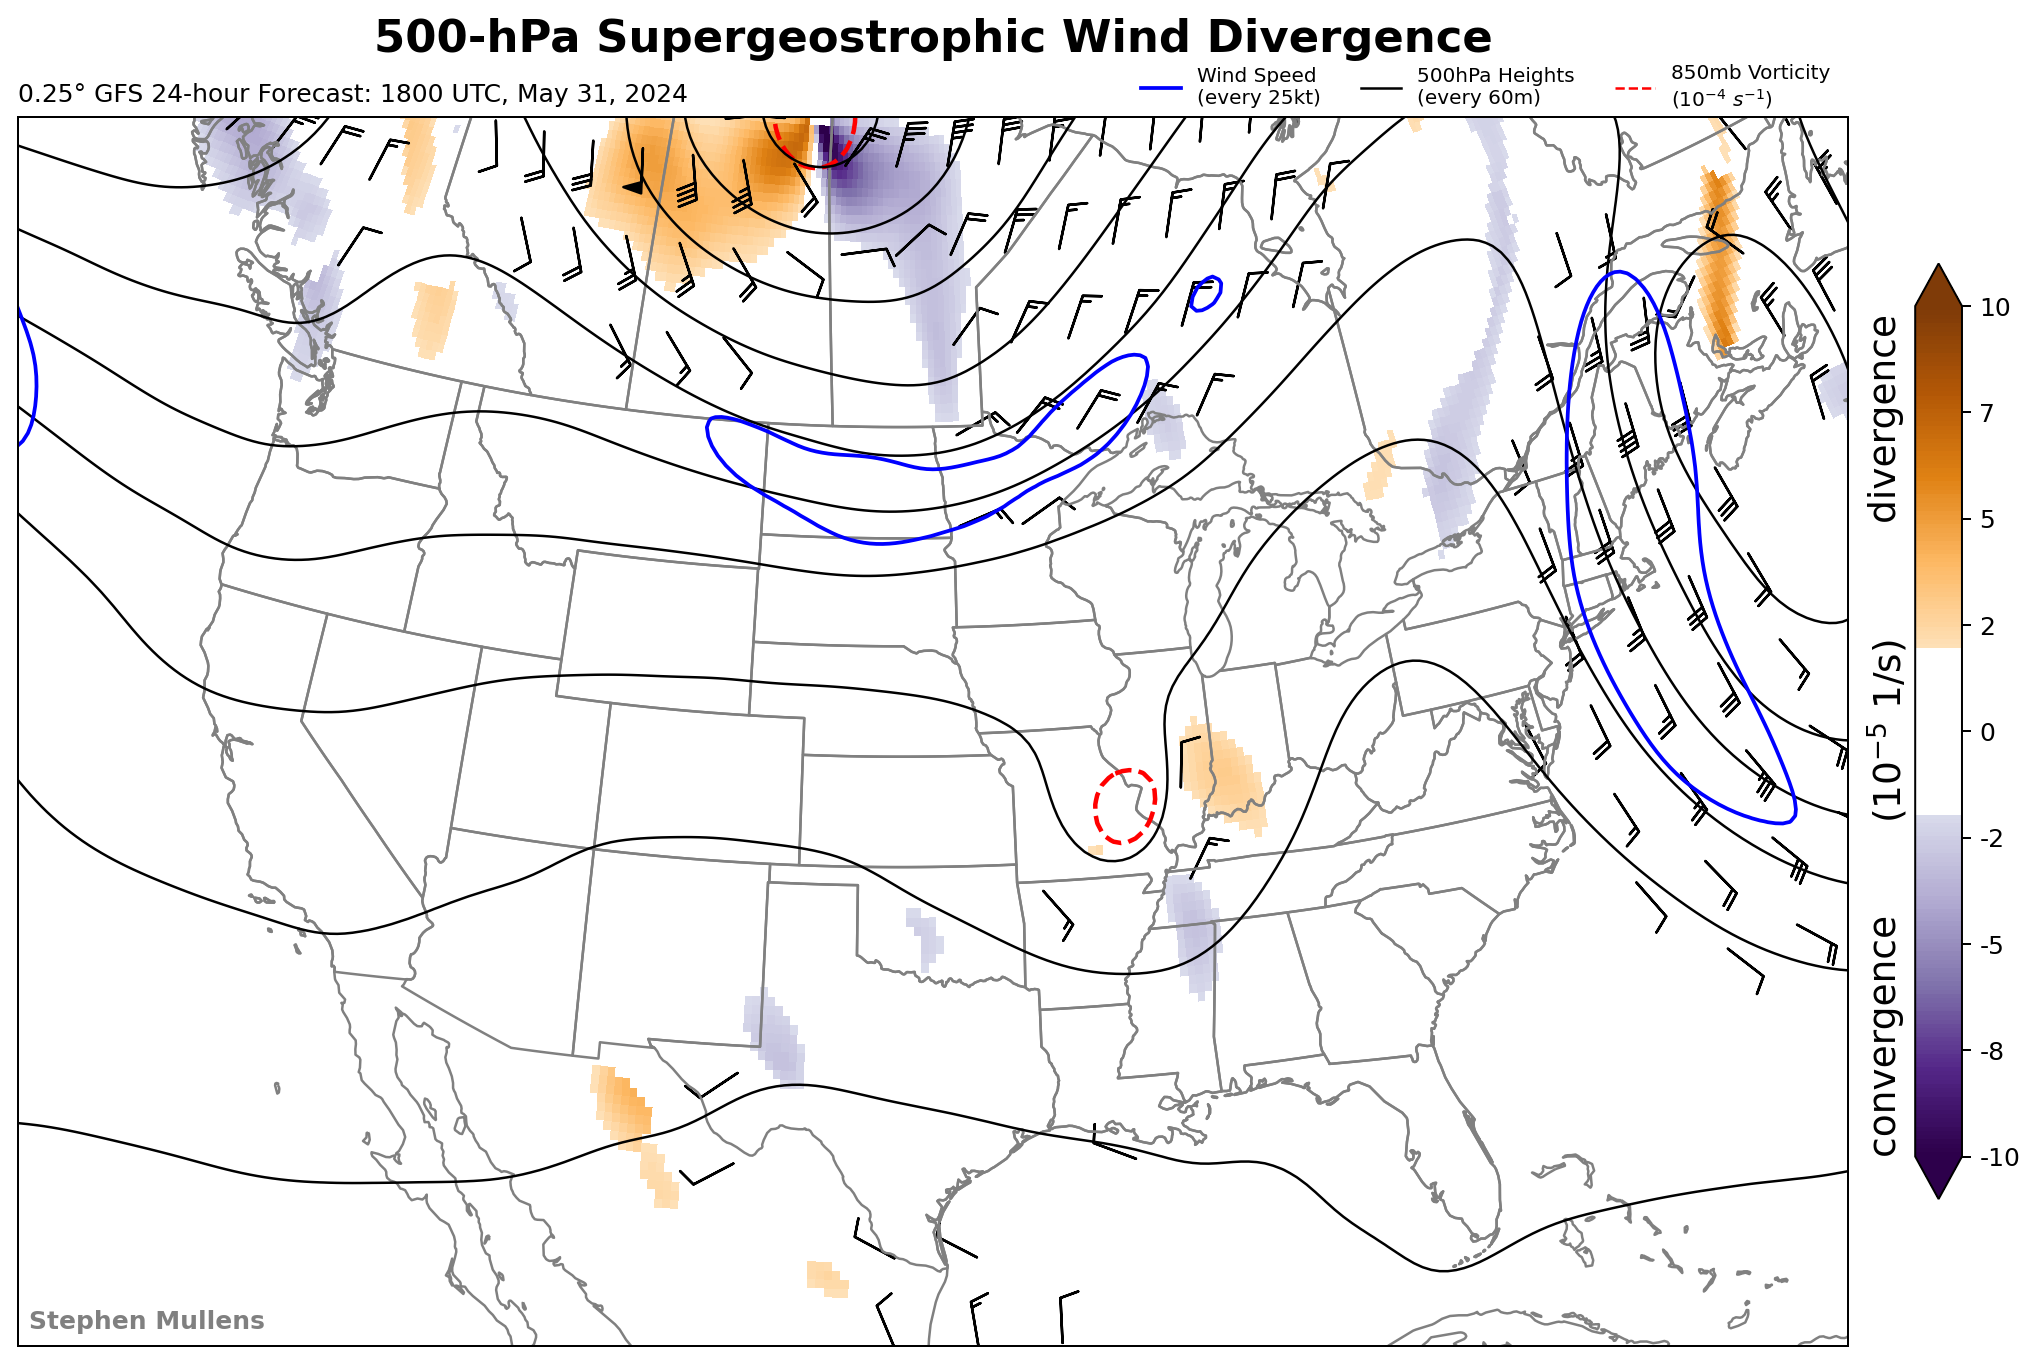 500-hPa Supergeostrophic Wind Divergence
0.25° GFS 24-hour Forecast: 1800 UTC, May 31, 2024
Wind Speed
(every 25kt)
500hPa Heights
(every 60m)
850mb Vorticity
(10⁻⁴ s⁻¹)
10
7
5
2
0
-2
-5
-8
-10
convergence (10⁻⁵ 1/s) divergence
Stephen Mullens